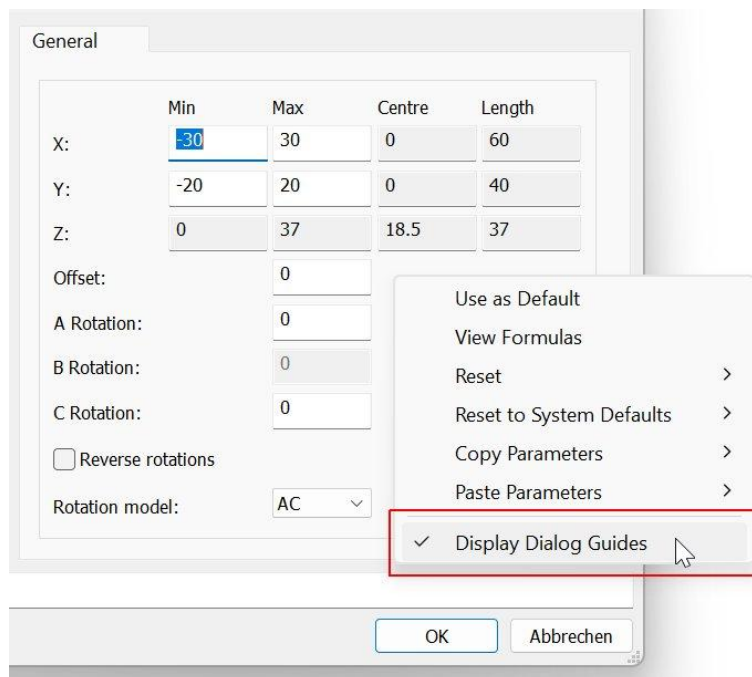 General
Min Max Centre Length
X: -30 30 0 60
Y: -20 20 0 40
Z: 0 37 18.5 37
Offset: 0
A Rotation: 0
B Rotation: 0
C Rotation: 0
Reverse rotations
Rotation model: AC
Use as Default
View Formulas
Reset
Reset to System Defaults
Copy Parameters
Paste Parameters
Display Dialog Guides
OK Abbrechen